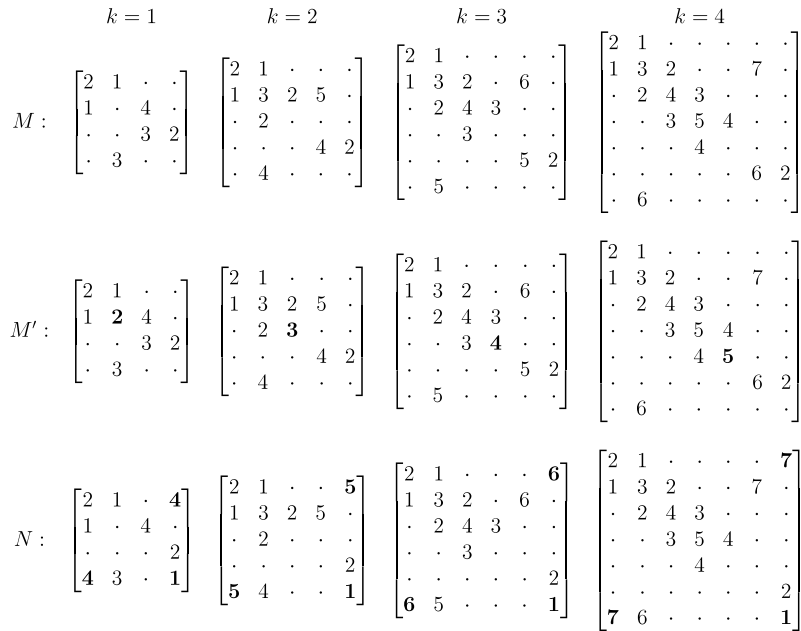 k = 1 k = 2 k = 3 k = 4
M :
2 1 · ·
1 · 4 ·
· · 3 2
· 3 · ·
2 1 · · ·
1 3 2 5 ·
· 2 · · ·
· · · 4 2
· 4 · · ·
2 1 · · · ·
1 3 2 · 6 ·
· 2 4 3 · ·
· · 3 · · ·
· · · · 5 2
· 5 · · · ·
2 1 · · · · ·
1 3 2 · · 7 ·
· 2 4 3 · · ·
· · 3 5 4 · ·
· · · 4 · · ·
· · · · · 6 2
· 6 · · · · ·
M′ :
2 1 · ·
1 2 4 ·
· · 3 2
· 3 · ·
2 1 · · ·
1 3 2 5 ·
· 2 3 · ·
· · · 4 2
· 4 · · ·
2 1 · · · ·
1 3 2 · 6 ·
· 2 4 3 · ·
· · 3 4 · ·
· · · · 5 2
· 5 · · · ·
2 1 · · · · ·
1 3 2 · · 7 ·
· 2 4 3 · · ·
· · 3 5 4 · ·
· · · 4 5 · ·
· · · · · 6 2
· 6 · · · · ·
N :
2 1 · 4
1 · 4 ·
· · · 2
4 3 · 1
2 1 · · 5
1 3 2 5 ·
· 2 · · ·
· · · · 2
5 4 · · 1
2 1 · · · 6
1 3 2 · 6 ·
· 2 4 3 · ·
· · 3 · · ·
· · · · · 2
6 5 · · · 1
2 1 · · · · 7
1 3 2 · · 7 ·
· 2 4 3 · · ·
· · 3 5 4 · ·
· · · 4 · · ·
· · · · · · 2
7 6 · · · · 1